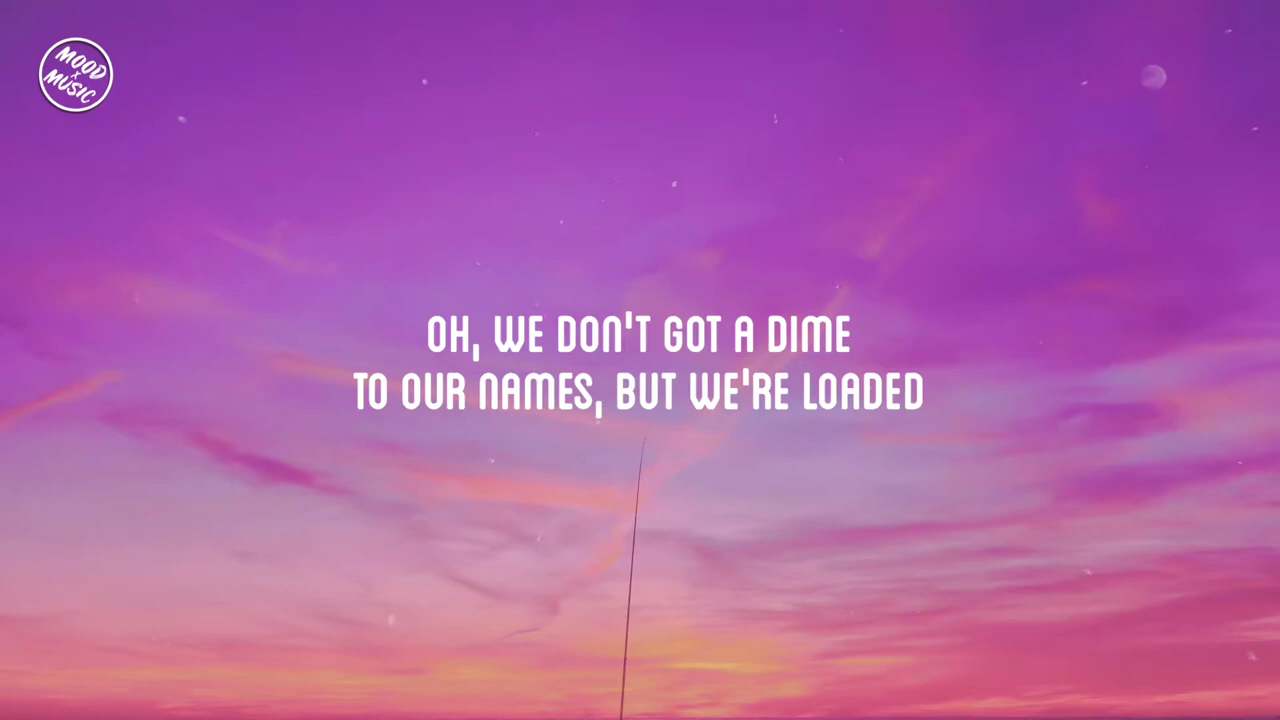 MOOD
x
MUSIC
OH, WE DON'T GOT A DIME
TO OUR NAMES, BUT WE'RE LOADED